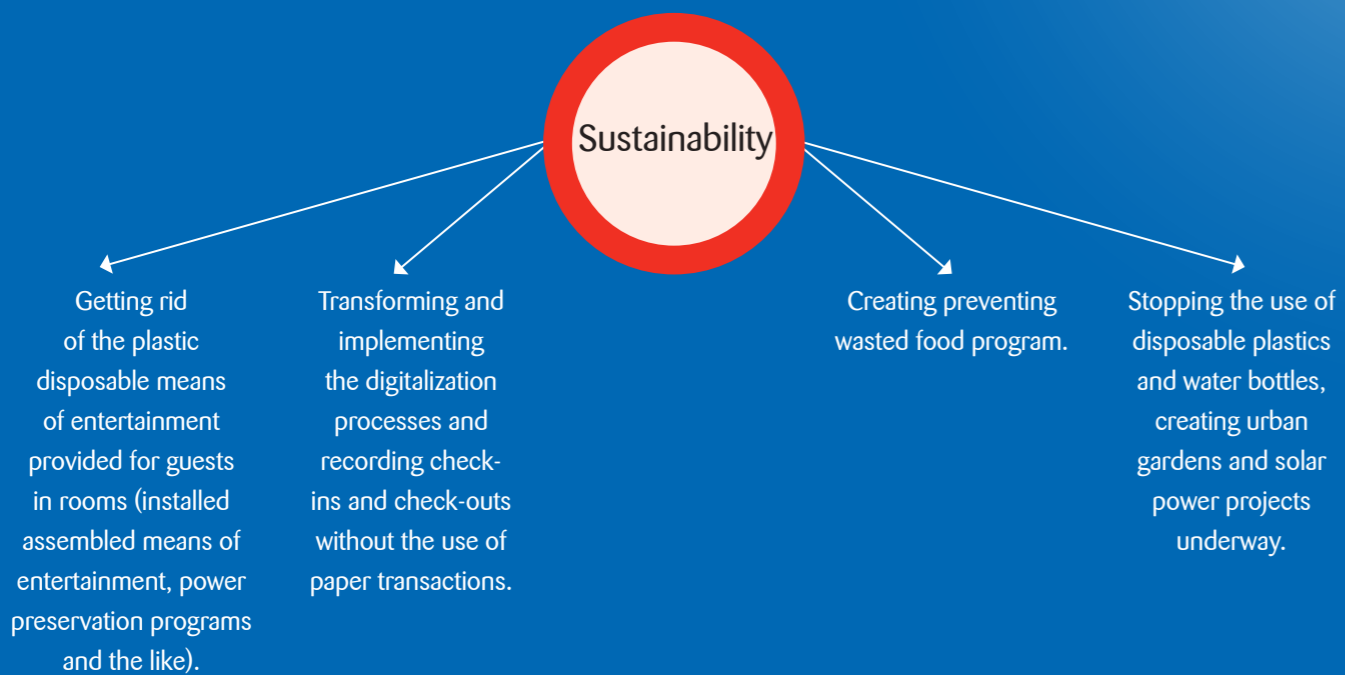 Sustainability
Getting rid
of the plastic
disposable means
of entertainment
provided for guests
in rooms (installed
assembled means of
entertainment, power
preservation programs
and the like).
Transforming and
implementing
the digitalization
processes and
recording check-
ins and check-outs
without the use of
paper transactions.
Creating preventing
wasted food program.
Stopping the use of
disposable plastics
and water bottles,
creating urban
gardens and solar
power projects
underway.